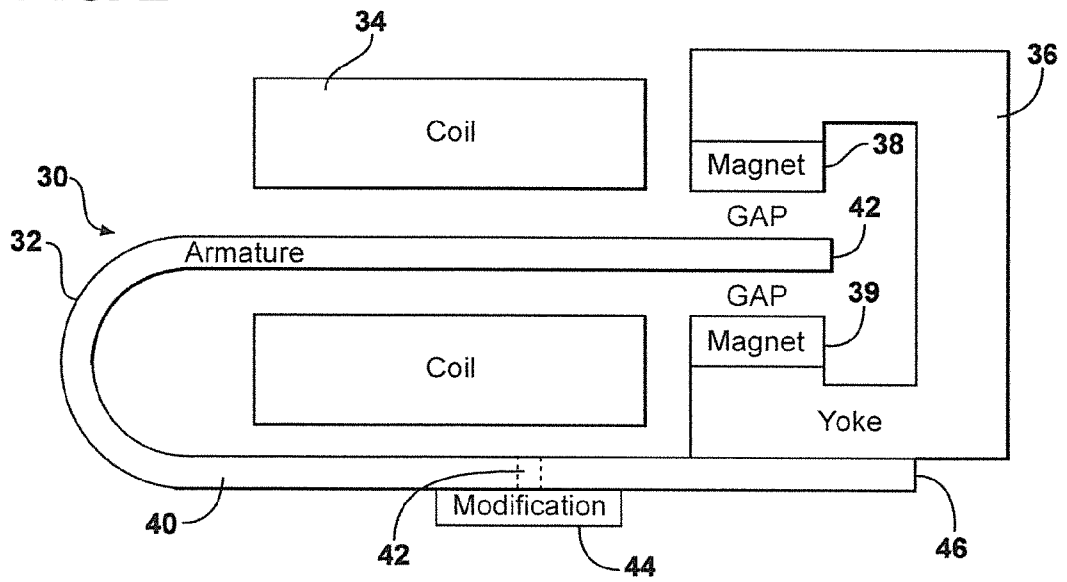 34
36
Coil
Magnet
38
30
GAP
42
32
Armature
GAP
39
Magnet
Coil
Yoke
40
42
Modification
44
46